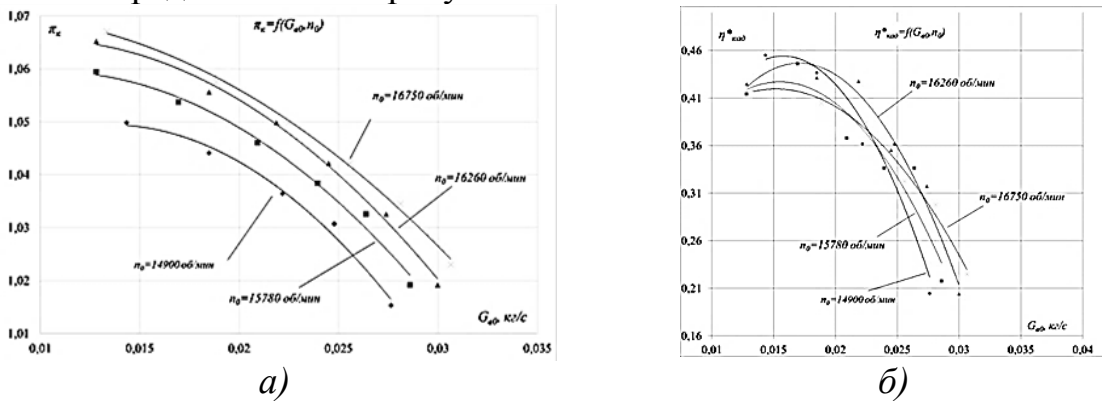 1,07
π_к
π_к=f(G_в0,n_0)
1,06
n_0=16750 об/мин
1,05
1,04
n_0=16260 об/мин
1,03
n_0=14900 об/мин
1,02
n_0=15780 об/мин
G_в0, кг/с
1,01
0,01 0,015 0,02 0,025 0,03 0,035
а)
η*_кад
η*_кад=f(G_в0,n_0)
0,46
n_0=16260 об/мин
0,41
0,36
0,31
n_0=16750 об/мин
0,26
n_0=15780 об/мин
0,21
n_0=14900 об/мин
G_в0, кг/с
0,16
0,01 0,015 0,02 0,025 0,03 0,035 0,04
б)